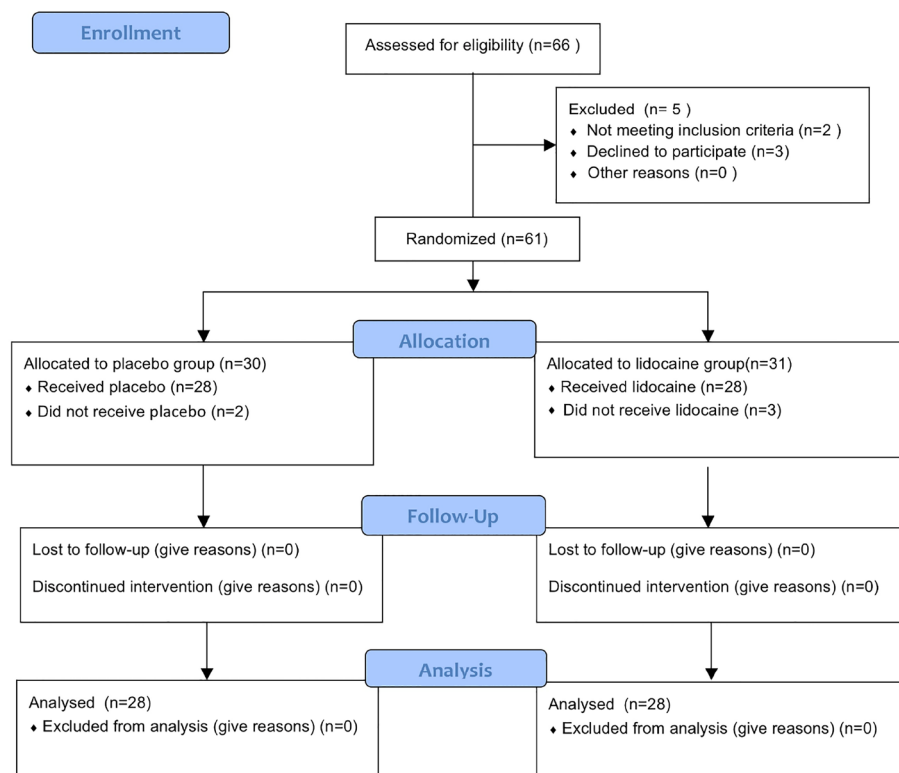 Enrollment
Assessed for eligibility (n=66 )
Excluded (n= 5 )
♦ Not meeting inclusion criteria (n=2 )
♦ Declined to participate (n=3)
♦ Other reasons (n=0 )
Randomized (n=61)
Allocation
Allocated to placebo group (n=30)
♦ Received placebo (n=28)
♦ Did not receive placebo (n=2)
Allocated to lidocaine group(n=31)
♦ Received lidocaine (n=28)
♦ Did not receive lidocaine (n=3)
Follow-Up
Lost to follow-up (give reasons) (n=0)
Discontinued intervention (give reasons) (n=0)
Lost to follow-up (give reasons) (n=0)
Discontinued intervention (give reasons) (n=0)
Analysis
Analysed (n=28)
♦ Excluded from analysis (give reasons) (n=0)
Analysed (n=28)
♦ Excluded from analysis (give reasons) (n=0)